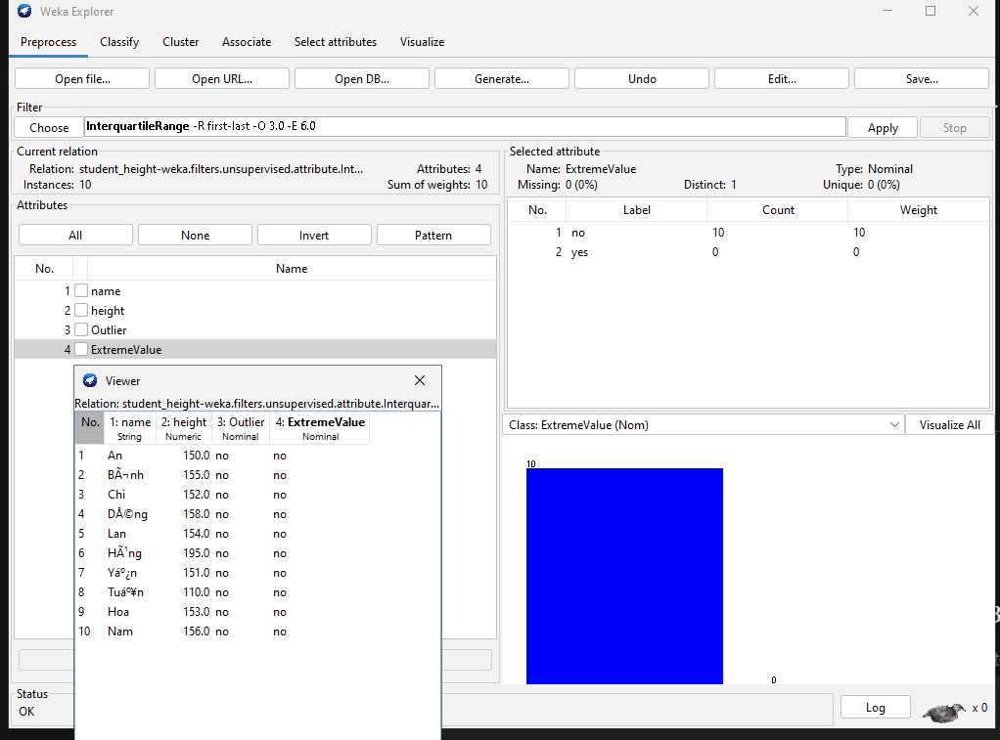 Weka Explorer
Preprocess Classify Cluster Associate Select attributes Visualize
Open file... Open URL... Open DB... Generate... Undo Edit... Save...
Filter
Choose InterquartileRange -R first-last -O 3.0 -E 6.0 Apply Stop
Current relation
Relation: student_height-weka.filters.unsupervised.attribute.Int... Attributes: 4
Instances: 10 Sum of weights: 10
Attributes
All None Invert Pattern
No. Name
1 name
2 height
3 Outlier
4 ExtremeValue
Selected attribute
Name: ExtremeValue Type: Nominal
Missing: 0 (0%) Distinct: 1 Unique: 0 (0%)
No. Label Count Weight
1 no 10 10
2 yes 0 0
Class: ExtremeValue (Nom) Visualize All
10
0
Viewer
Relation: student_height-weka.filters.unsupervised.attribute.Interquar...
No. 1: name 2: height 3: Outlier 4: ExtremeValue
String Numeric Nominal Nominal
1 An 150.0 no no
2 BÃ¬nh 155.0 no no
3 Chi 152.0 no no
4 DÅ©ng 158.0 no no
5 Lan 154.0 no no
6 HÃ¹ng 195.0 no no
7 Yáº¿n 151.0 no no
8 Tuáº¥n 110.0 no no
9 Hoa 153.0 no no
10 Nam 156.0 no no
Status
OK
Log x 0